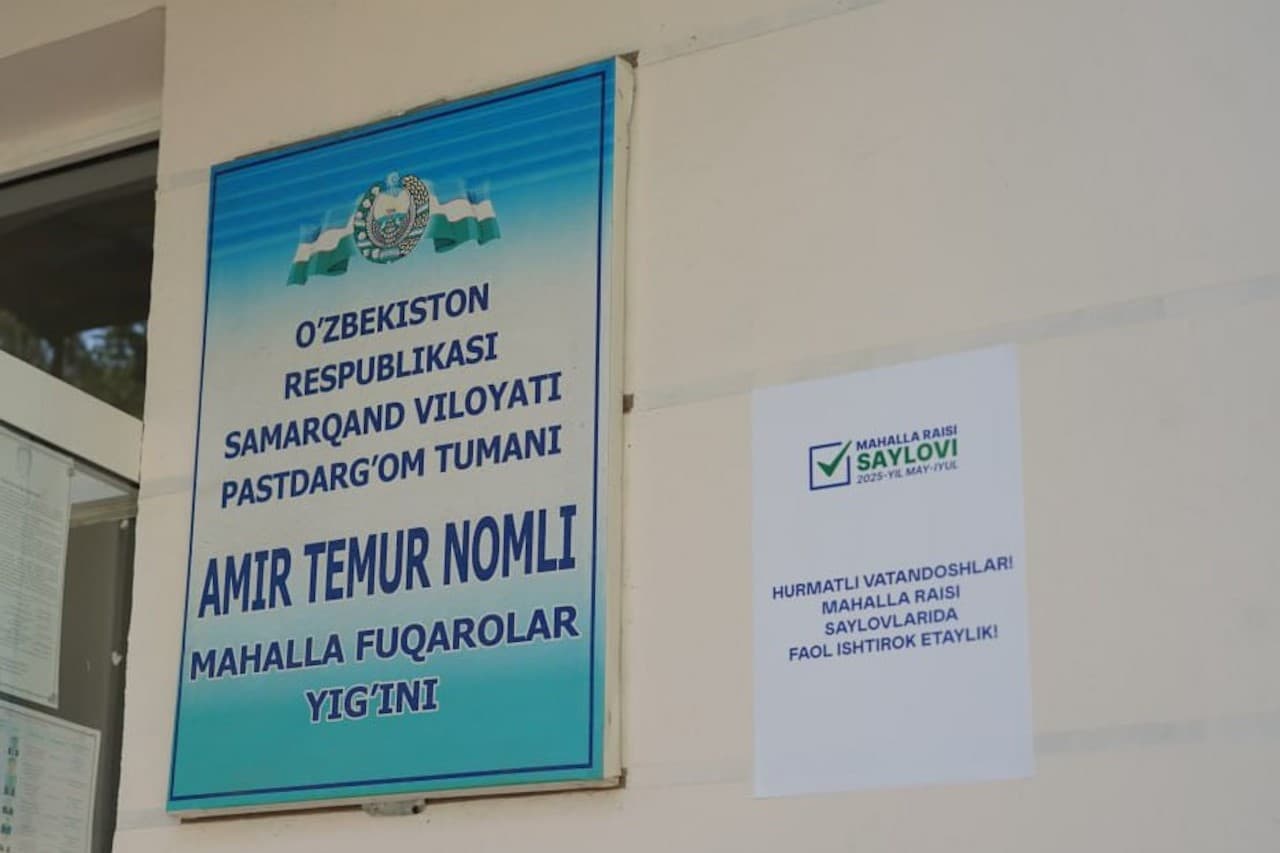 O'ZBEKISTON
RESPUBLIKASI
SAMARQAND VILOYATI
PASTDARG'OM TUMANI
AMIR TEMUR NOMLI
MAHALLA FUQAROLAR
YIG'INI
MAHALLA RAISI
SAYLOVI
2025-YIL MAY-IYUL
HURMATLI VATANDOSHLAR!
MAHALLA RAISI
SAYLOVLARIDA
FAOL ISHTIROK ETAYLIK!